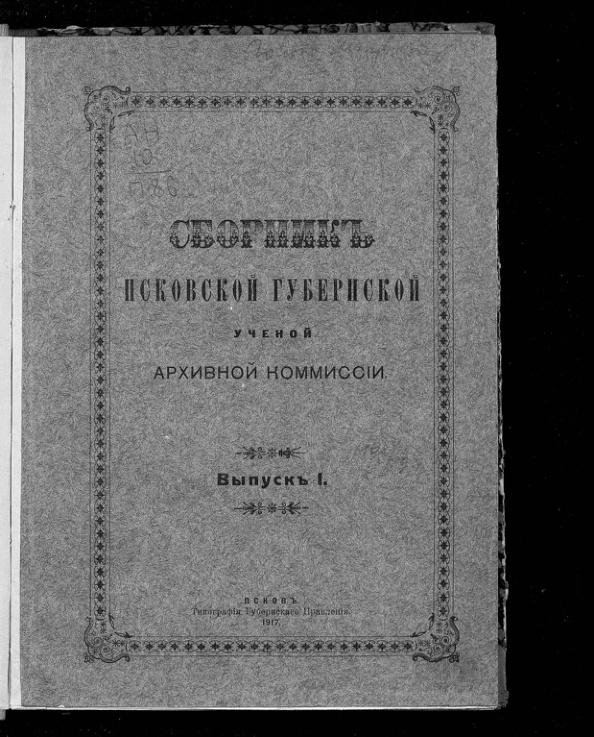 СБОРНИКЪ
ПСКОВСКОЙ ГУБЕРНСКОЙ
УЧЕНОЙ
АРХИВНОЙ КОММИССІИ.
Выпускъ I.
ПСКОВЪ.
Типографія Губернскаго Правленія.
1917.